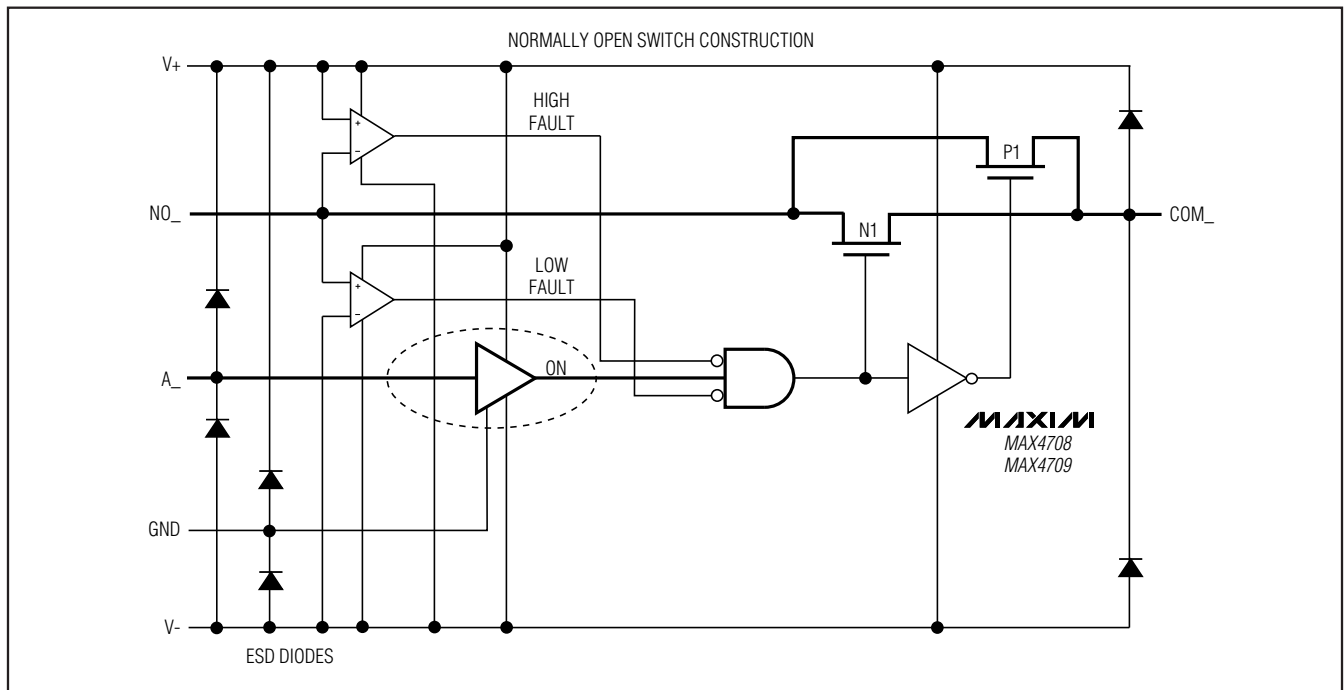 NORMALLY OPEN SWITCH CONSTRUCTION
V+
HIGH
FAULT
+
−
P1
NO_
COM_
N1
LOW
FAULT
+
−
ON
A_
MAXIM
MAX4708
MAX4709
GND
V-
ESD DIODES